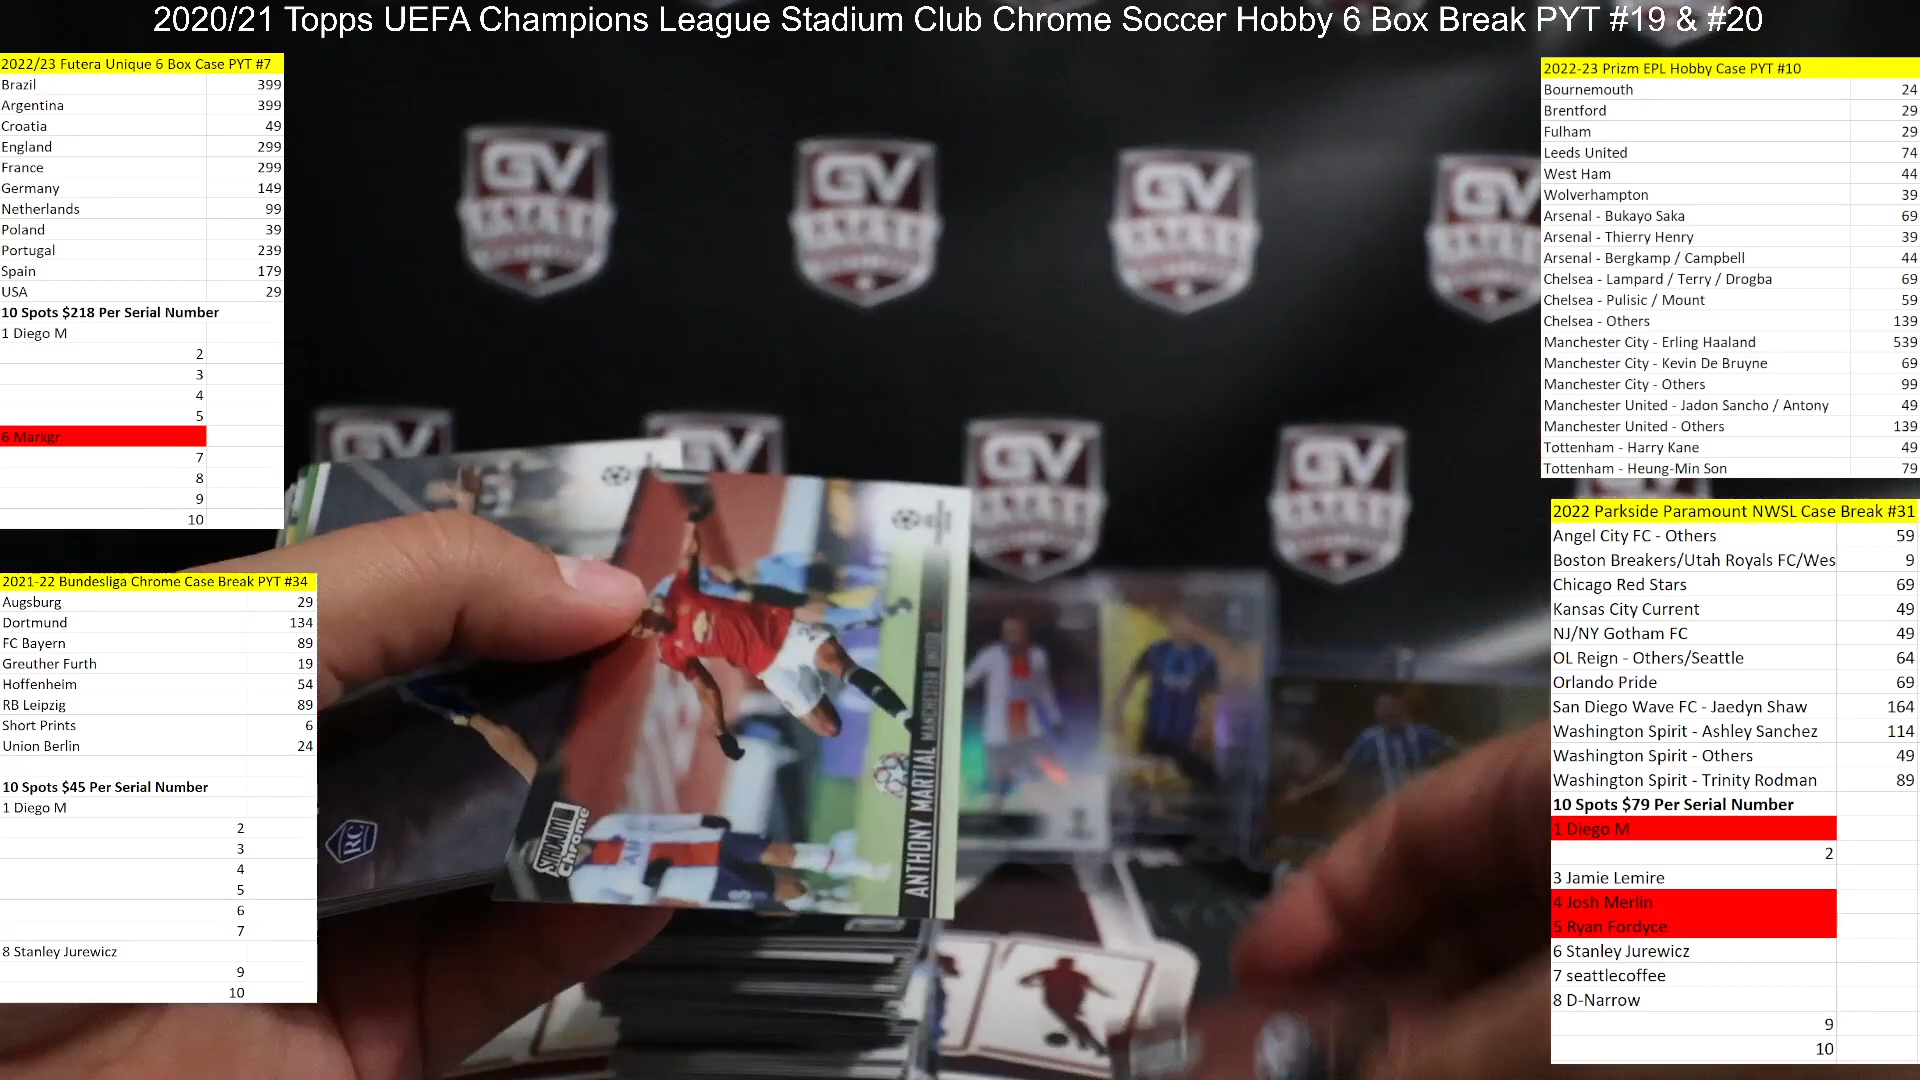 2020/21 Topps UEFA Champions League Stadium Club Chrome Soccer Hobby 6 Box Break PYT #19 & #20
2022/23 Futera Unique 6 Box Case PYT #7
Brazil 399
Argentina 399
Croatia 49
England 299
France 299
Germany 149
Netherlands 99
Poland 39
Portugal 239
Spain 179
USA 29
10 Spots $218 Per Serial Number
1 Diego M
2
3
4
5
6 Markgr
7
8
9
10
2021-22 Bundesliga Chrome Case Break PYT #34
Augsburg 29
Dortmund 134
FC Bayern 89
Greuther Furth 19
Hoffenheim 54
RB Leipzig 89
Short Prints 6
Union Berlin 24
10 Spots $45 Per Serial Number
1 Diego M
2
3
4
5
6
7
8 Stanley Jurewicz
9
10
2022-23 Prizm EPL Hobby Case PYT #10
Bournemouth 24
Brentford 29
Fulham 29
Leeds United 74
West Ham 44
Wolverhampton 39
Arsenal - Bukayo Saka 69
Arsenal - Thierry Henry 39
Arsenal - Bergkamp / Campbell 44
Chelsea - Lampard / Terry / Drogba 69
Chelsea - Pulisic / Mount 59
Chelsea - Others 139
Manchester City - Erling Haaland 539
Manchester City - Kevin De Bruyne 69
Manchester City - Others 99
Manchester United - Jadon Sancho / Antony 49
Manchester United - Others 139
Tottenham - Harry Kane 49
Tottenham - Heung-Min Son 79
2022 Parkside Paramount NWSL Case Break #31
Angel City FC - Others 59
Boston Breakers/Utah Royals FC/Wes 9
Chicago Red Stars 69
Kansas City Current 49
NJ/NY Gotham FC 49
OL Reign - Others/Seattle 64
Orlando Pride 69
San Diego Wave FC - Jaedyn Shaw 164
Washington Spirit - Ashley Sanchez 114
Washington Spirit - Others 49
Washington Spirit - Trinity Rodman 89
10 Spots $79 Per Serial Number
1 Diego M
2
3 Jamie Lemire
4 Josh Merlin
5 Ryan Fordyce
6 Stanley Jurewicz
7 seattlecoffee
8 D-Narrow
9
10
GV
GV
GV
GV
GV
GV
GV
GV
RC
STADIUM CLUB
Chrome
ANTHONY MARTIAL MANCHESTER UNITED